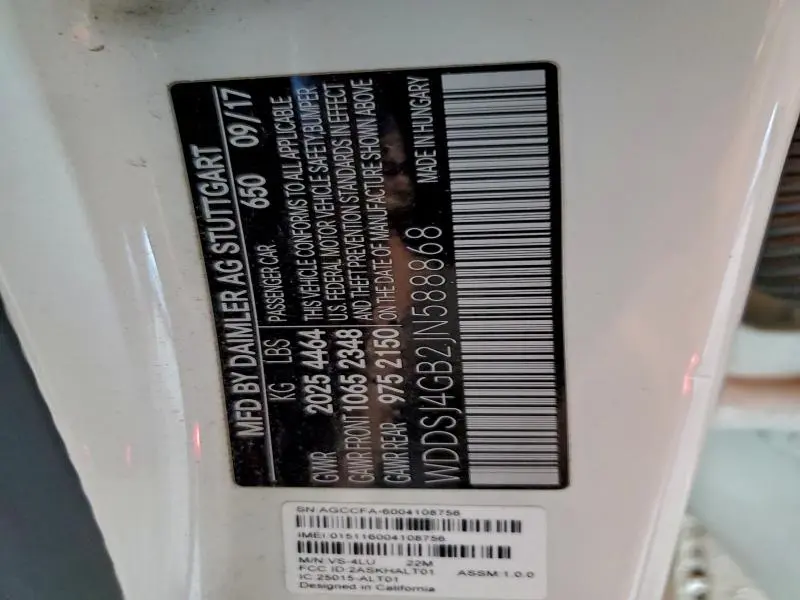 MFD BY DAIMLER AG STUTTGART
650 09/17
KG LBS PASSENGER CAR
GVWR 2025 4464 THIS VEHICLE CONFORMS TO ALL APPLICABLE
U.S. FEDERAL MOTOR VEHICLE SAFETY,BUMPER
GAWR FRONT 1065 2348 AND THEFT PREVENTION STANDARDS IN EFFECT
GAWR REAR 975 2150 ON THE DATE OF MANUFACTURE SHOWN ABOVE
WDDSJ4GB2JN588868 MADE IN HUNGARY
SN:AGCCFA-6004108756
IMEI:015116004108756
M/N:VS-4LU 22M
FCC ID:2ASKHALT01
IC:25015-ALT01 ASSM:1.0.0
Designed in California